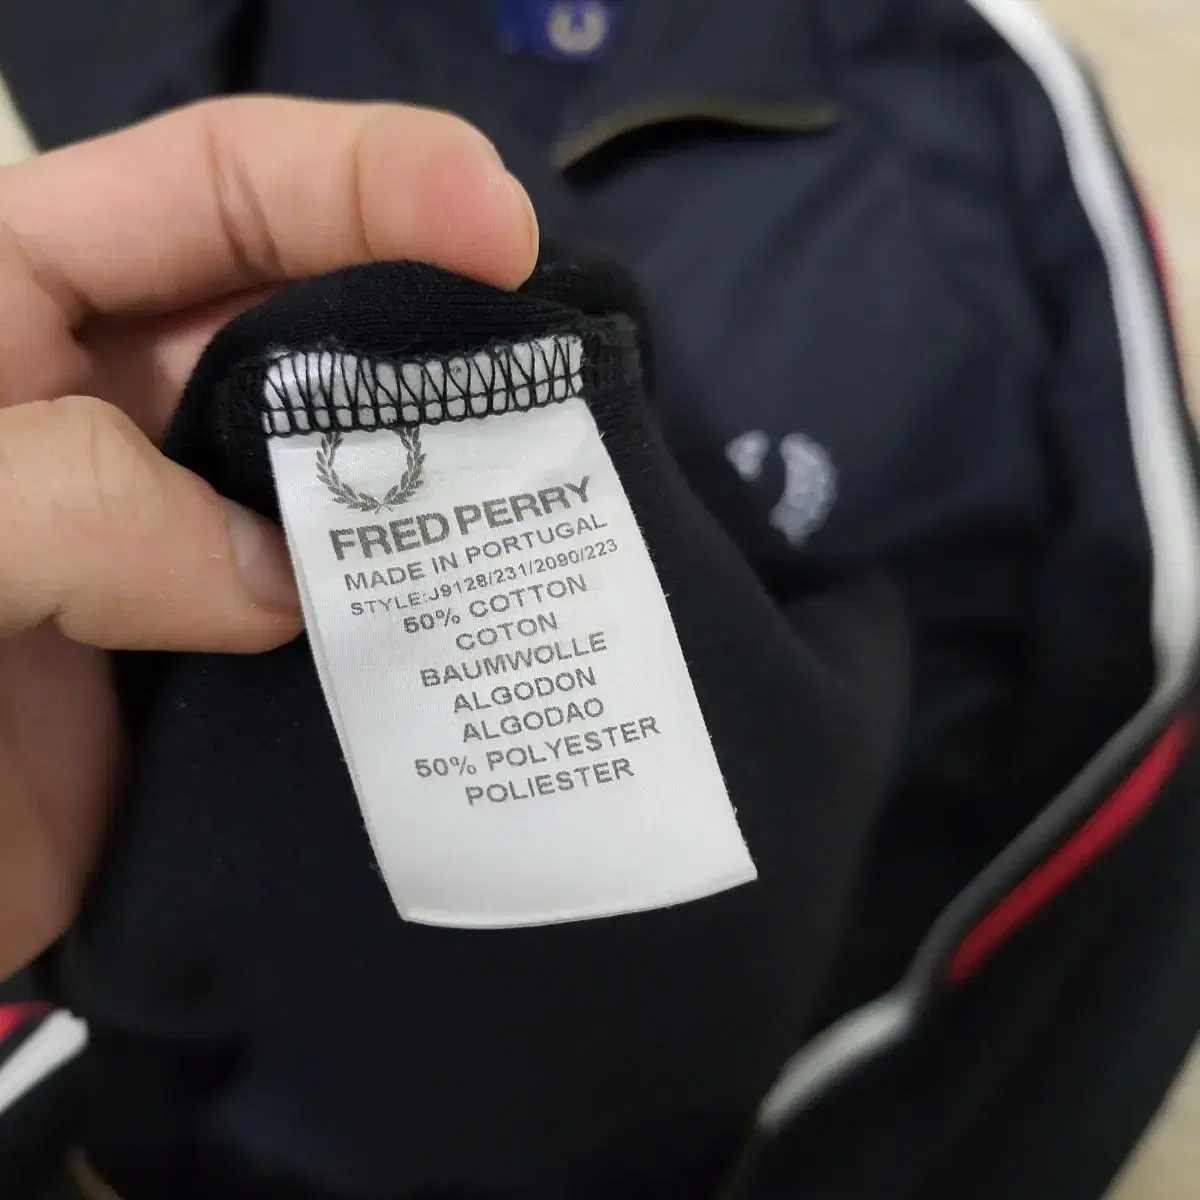 FRED PERRY
MADE IN PORTUGAL
STYLE:J9128/231/2090/223
50% COTTON
COTON
BAUMWOLLE
ALGODON
ALGODAO
50% POLYESTER
POLIESTER